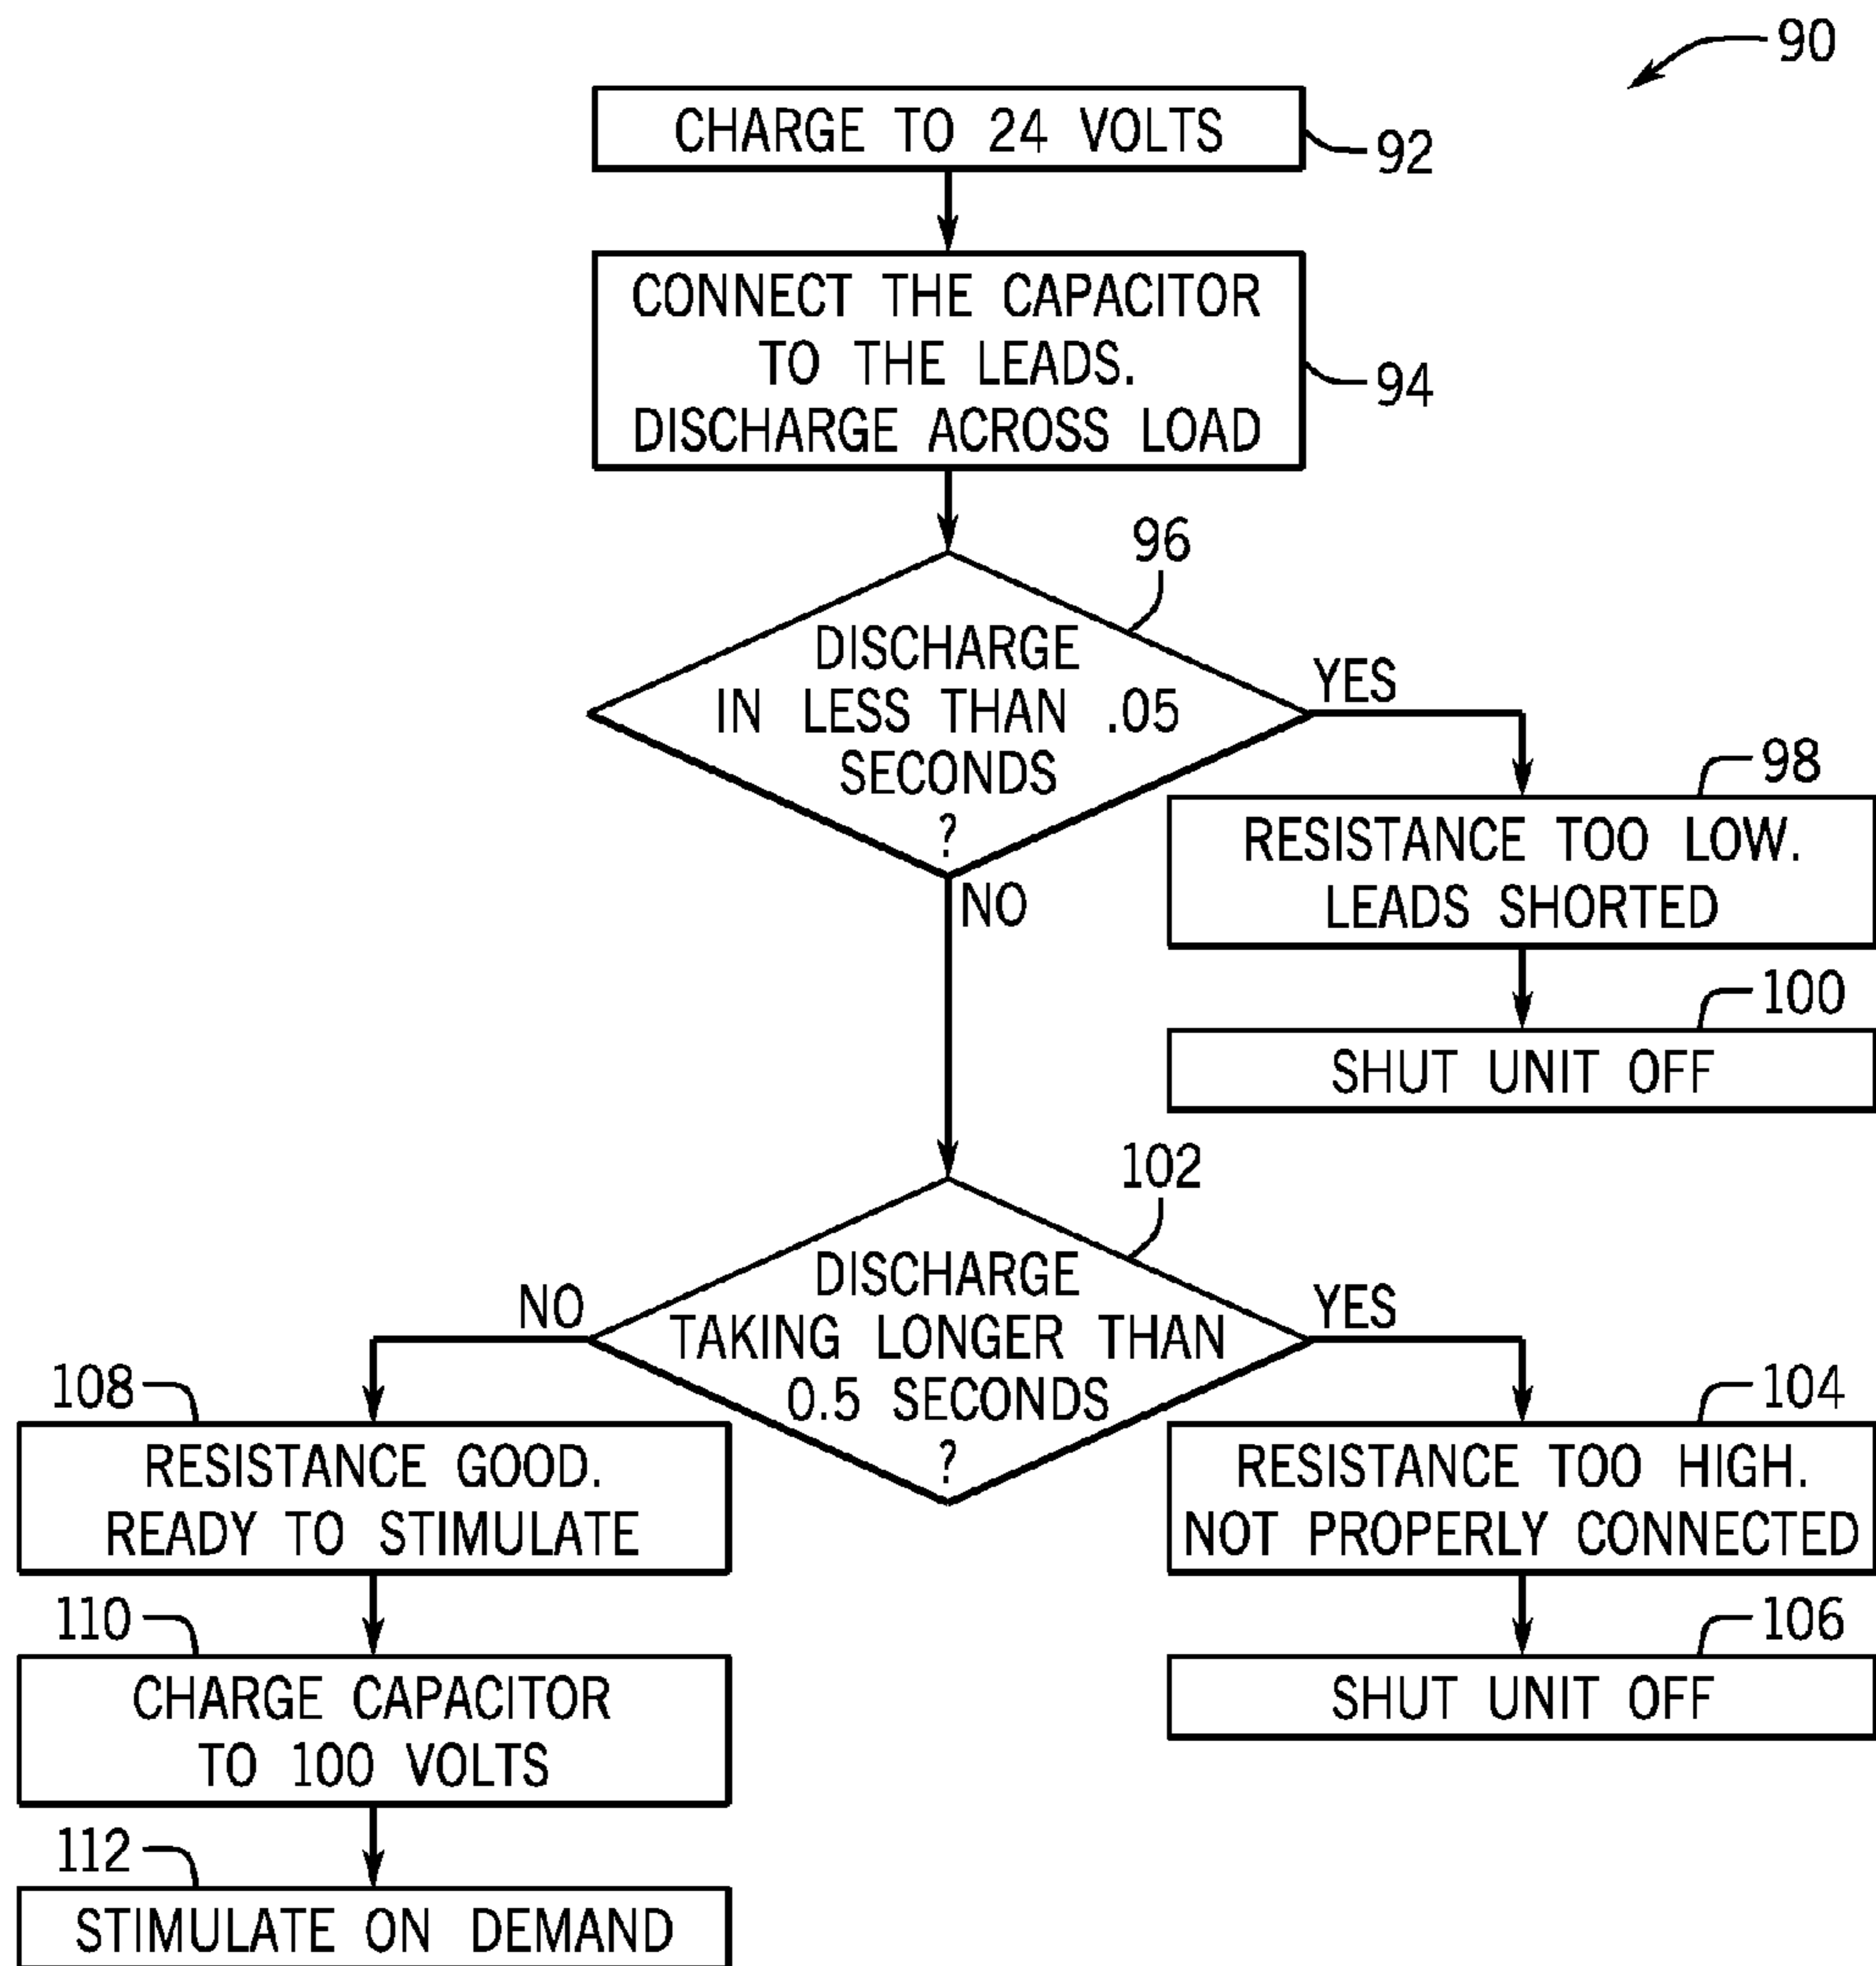 90
CHARGE TO 24 VOLTS
92
CONNECT THE CAPACITOR
TO THE LEADS.
DISCHARGE ACROSS LOAD
94
96
DISCHARGE
IN LESS THAN .05
SECONDS
?
YES
NO
98
RESISTANCE TOO LOW.
LEADS SHORTED
100
SHUT UNIT OFF
102
DISCHARGE
TAKING LONGER THAN
0.5 SECONDS
?
NO
YES
108
RESISTANCE GOOD.
READY TO STIMULATE
104
RESISTANCE TOO HIGH.
NOT PROPERLY CONNECTED
110
CHARGE CAPACITOR
TO 100 VOLTS
106
SHUT UNIT OFF
112
STIMULATE ON DEMAND